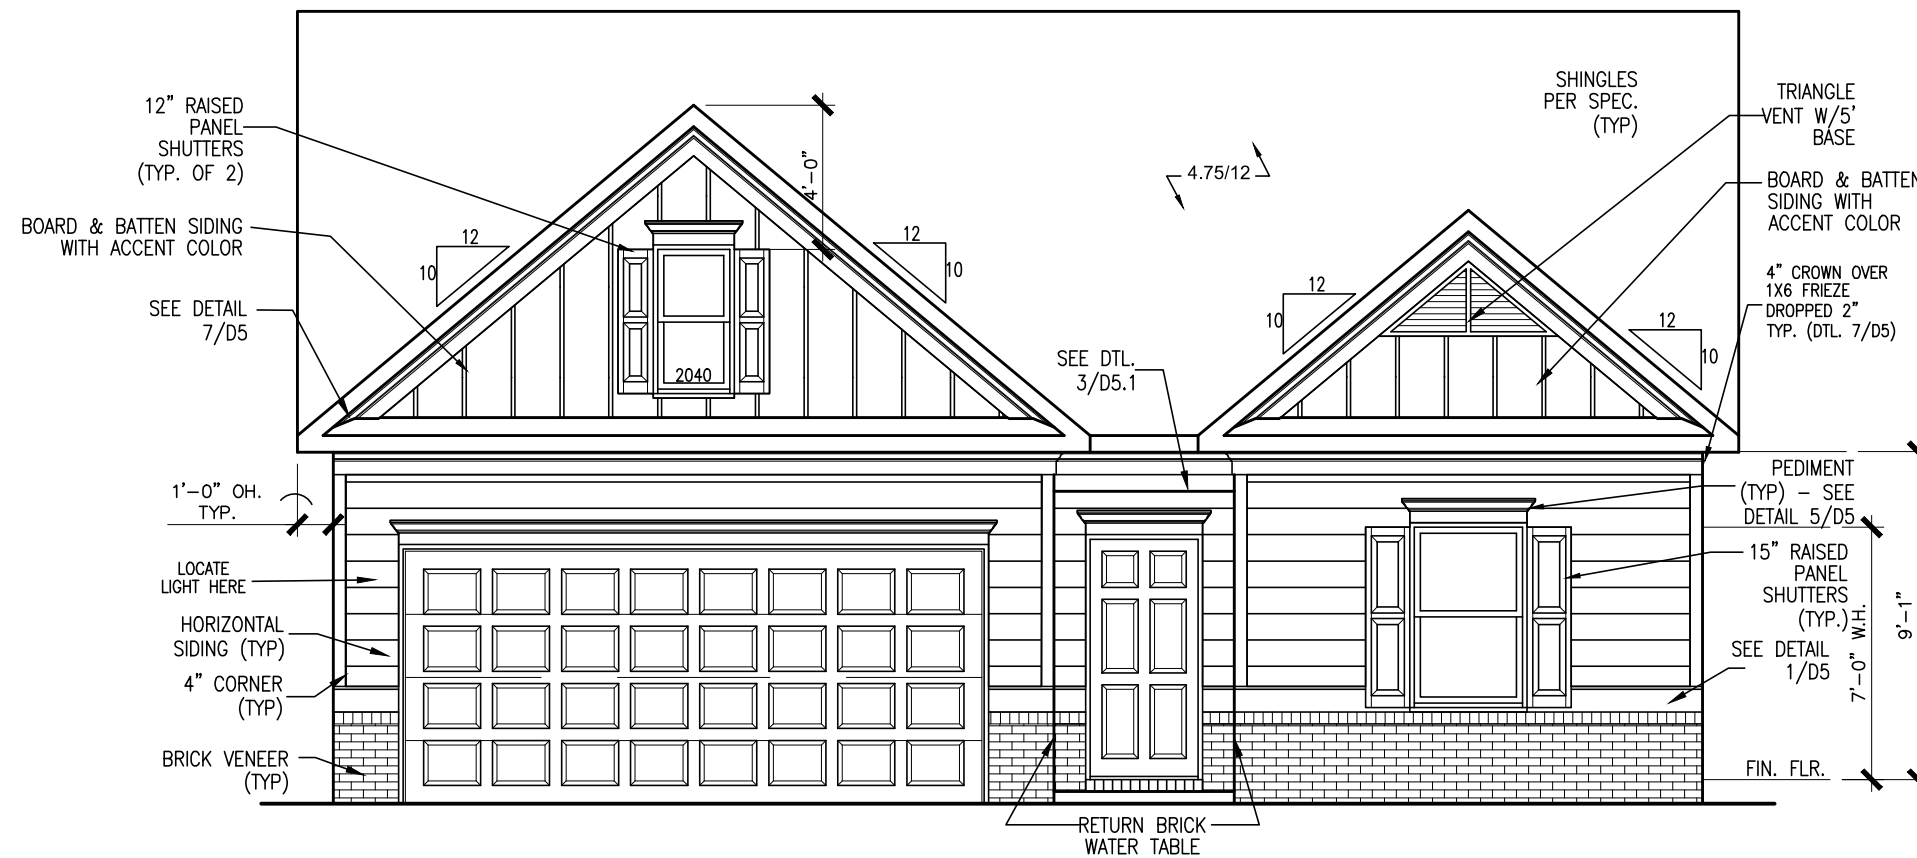 12" RAISED
PANEL
SHUTTERS
(TYP. OF 2)
BOARD & BATTEN SIDING
WITH ACCENT COLOR
SEE DETAIL
7/D5
12
10
4'-0"
12
10
2040
4.75/12
SHINGLES
PER SPEC.
(TYP)
TRIANGLE
VENT W/5'
BASE
BOARD & BATTEN
SIDING WITH
ACCENT COLOR
4" CROWN OVER
1X6 FRIEZE
DROPPED 2"
TYP. (DTL. 7/D5)
12
10
12
10
SEE DTL.
3/D5.1
1'-0" OH.
TYP.
LOCATE
LIGHT HERE
HORIZONTAL
SIDING (TYP)
4" CORNER
(TYP)
BRICK VENEER
(TYP)
PEDIMENT
(TYP) – SEE
DETAIL 5/D5
15" RAISED
PANEL
SHUTTERS
(TYP.)
SEE DETAIL
1/D5
7'-0" W.H.
9'-1"
FIN. FLR.
RETURN BRICK
WATER TABLE